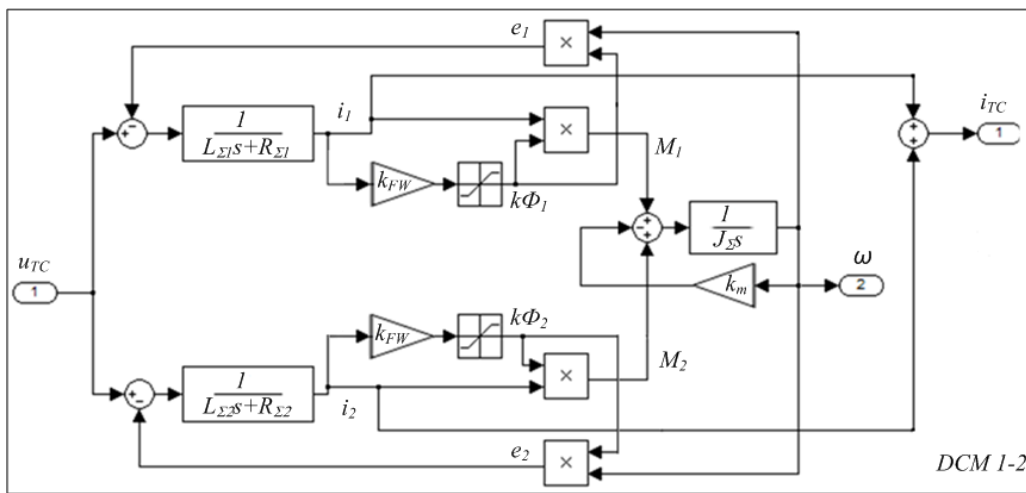 e1
×
iTC
1
LΣ1s+RΣ1
i1
×
M1
1
+
-
kFW
kΦ1
+
+
-
+
+
1
JΣs
uTC
1
ω
2
km
kFW
kΦ2
×
M2
1
LΣ2s+RΣ2
i2
+
-
e2
×
DCM 1-2